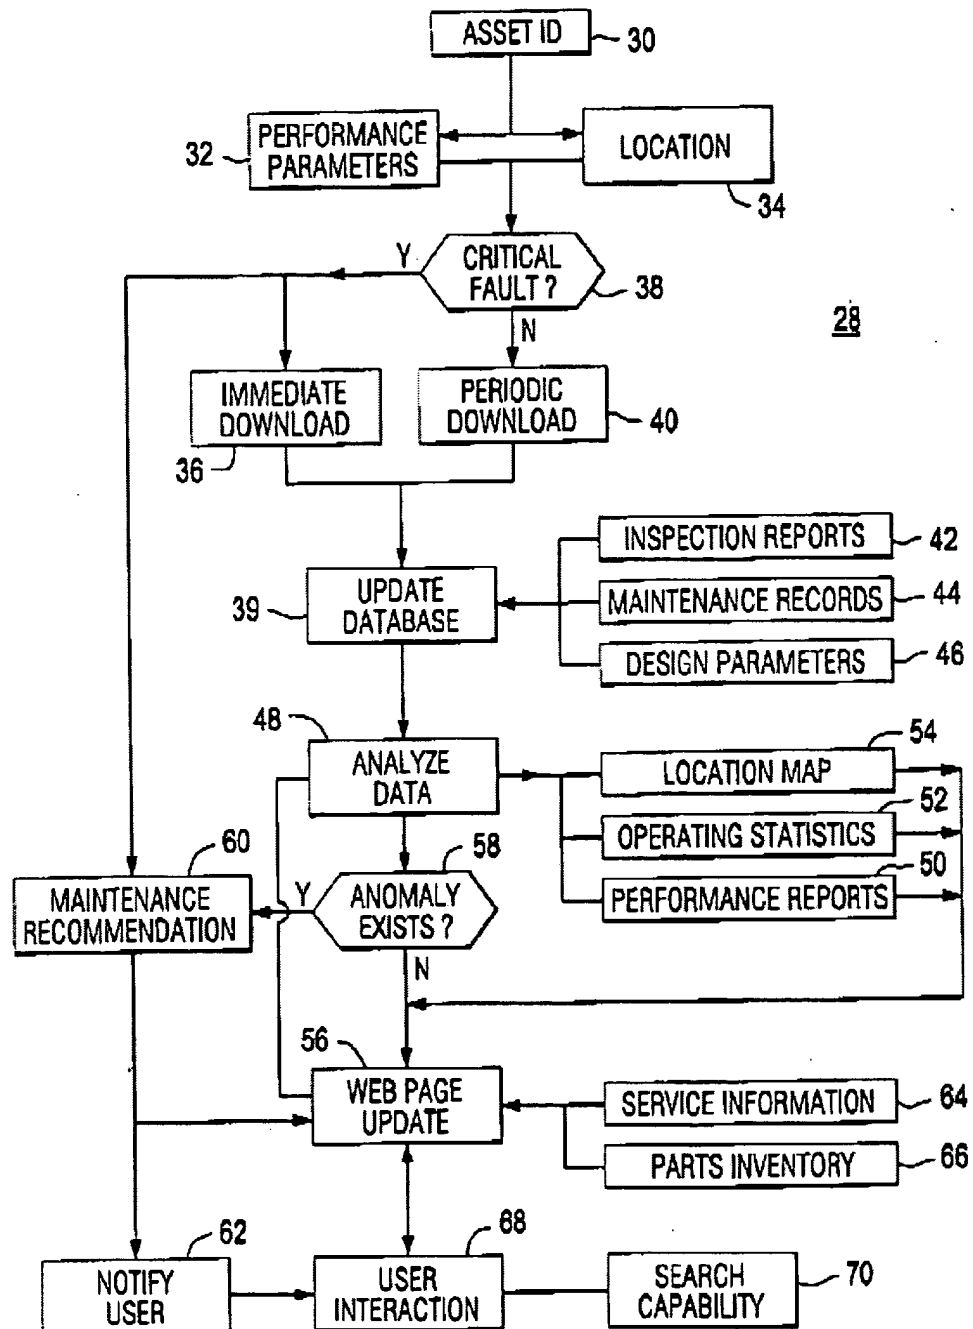 ASSET ID
30
PERFORMANCE
PARAMETERS
32
LOCATION
34
CRITICAL
FAULT ?
38
Y
N
28
IMMEDIATE
DOWNLOAD
36
PERIODIC
DOWNLOAD
40
UPDATE
DATABASE
39
INSPECTION REPORTS
42
MAINTENANCE RECORDS
44
DESIGN PARAMETERS
46
48
ANALYZE
DATA
54
LOCATION MAP
52
OPERATING STATISTICS
50
PERFORMANCE REPORTS
60
MAINTENANCE
RECOMMENDATION
58
Y
ANOMALY
EXISTS ?
N
56
WEB PAGE
UPDATE
SERVICE INFORMATION
64
PARTS INVENTORY
66
62
NOTIFY
USER
68
USER
INTERACTION
SEARCH
CAPABILITY
70